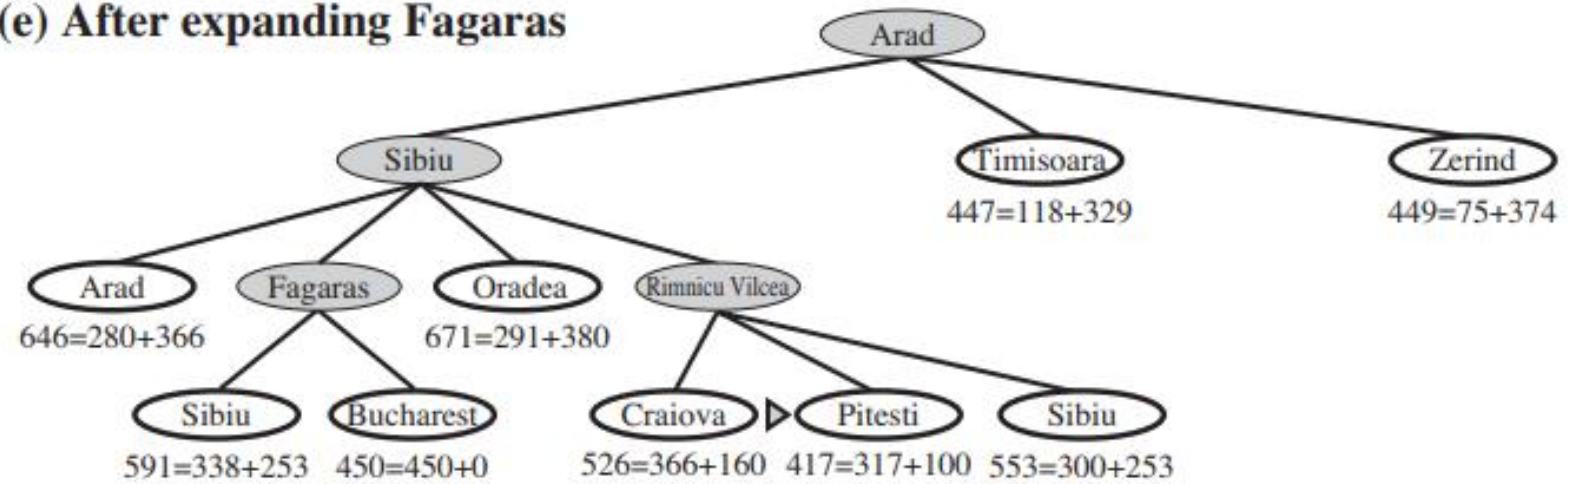 (e) After expanding Fagaras
Arad
Sibiu
Timisoara
Zerind
447=118+329
449=75+374
Arad
Fagaras
Oradea
Rimnicu Vilcea
646=280+366
671=291+380
Sibiu
Bucharest
Craiova
Pitesti
Sibiu
591=338+253
450=450+0
526=366+160
417=317+100
553=300+253